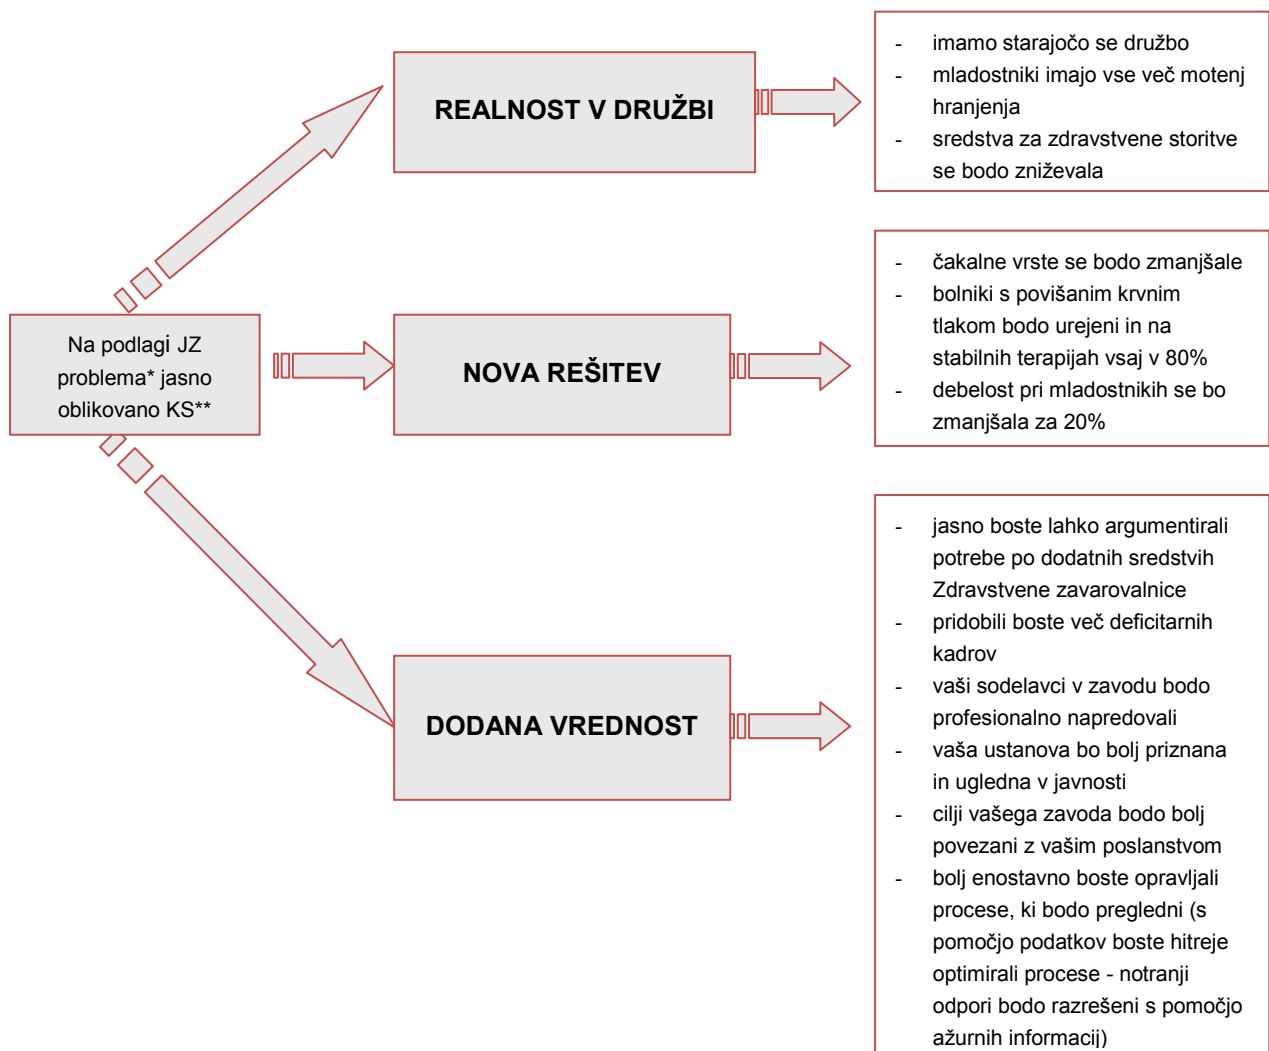 Na podlagi JZ
problema* jasno
oblikovano KS**
REALNOST V DRUŽBI
- imamo starajočo se družbo
- mladostniki imajo vse več motenj
hranjenja
- sredstva za zdravstvene storitve
se bodo zniževala
NOVA REŠITEV
- čakalne vrste se bodo zmanjšale
- bolniki s povišanim krvnim
tlakom bodo urejeni in na
stabilnih terapijah vsaj v 80%
- debelost pri mladostnikih se bo
zmanjšala za 20%
DODANA VREDNOST
- jasno boste lahko argumentirali
potrebe po dodatnih sredstvih
Zdravstvene zavarovalnice
- pridobili boste več deficitarnih
kadrov
- vaši sodelavci v zavodu bodo
profesionalno napredovali
- vaša ustanova bo bolj priznana
in ugledna v javnosti
- cilji vašega zavoda bodo bolj
povezani z vašim poslanstvom
- bolj enostavno boste opravljali
procese, ki bodo pregledni (s
pomočjo podatkov boste hitreje
optimirali procese - notranji
odpori bodo razrešeni s pomočjo
ažurnih informacij)